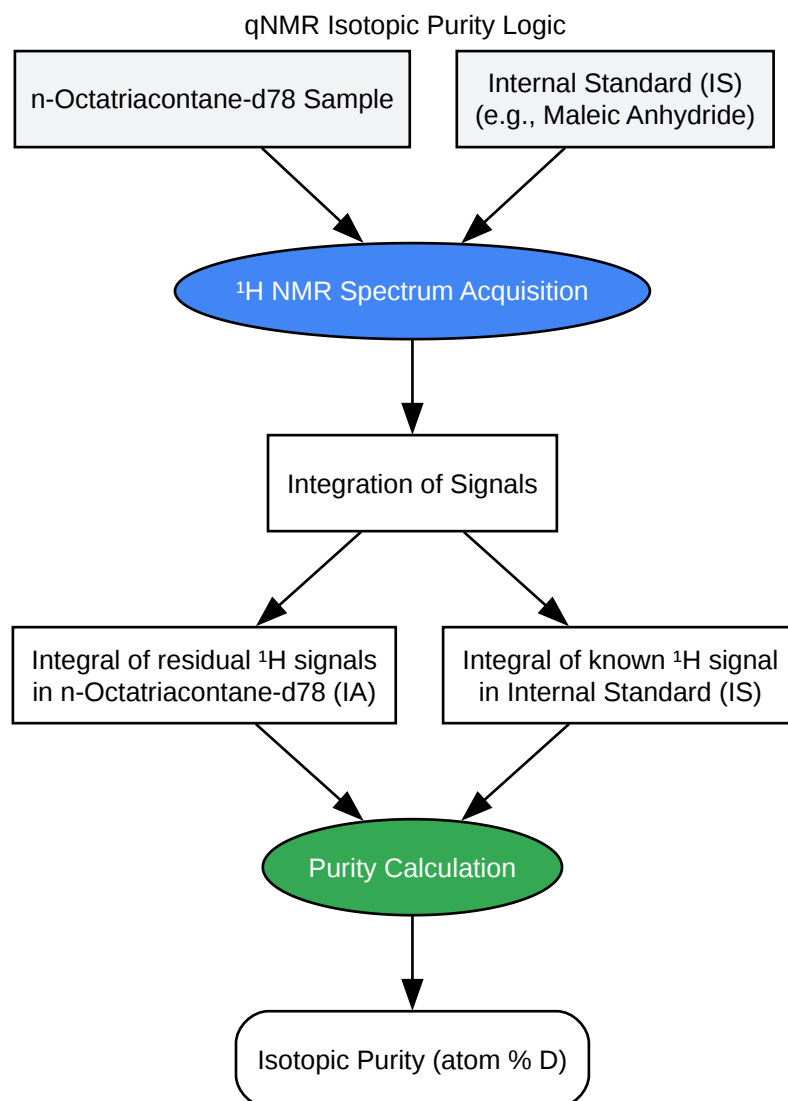 qNMR Isotopic Purity Logic
n-Octatriacontane-d78 Sample
Internal Standard (IS)
(e.g., Maleic Anhydride)
¹H NMR Spectrum Acquisition
Integration of Signals
Integral of residual ¹H signals
in n-Octatriacontane-d78 (IA)
Integral of known ¹H signal
in Internal Standard (IS)
Purity Calculation
Isotopic Purity (atom % D)